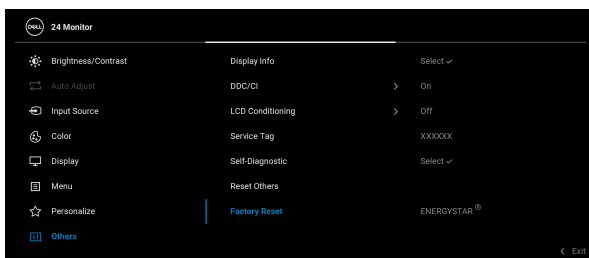 DELL 24 Monitor
Brightness/Contrast Display Info Select ✓
Auto Adjust DDC/CI > On
Input Source LCD Conditioning > Off
Color Service Tag XXXXXX
Display Self-Diagnostic Select ✓
Menu Reset Others
Personalize Factory Reset ENERGYSTAR ®
Others
< Exit